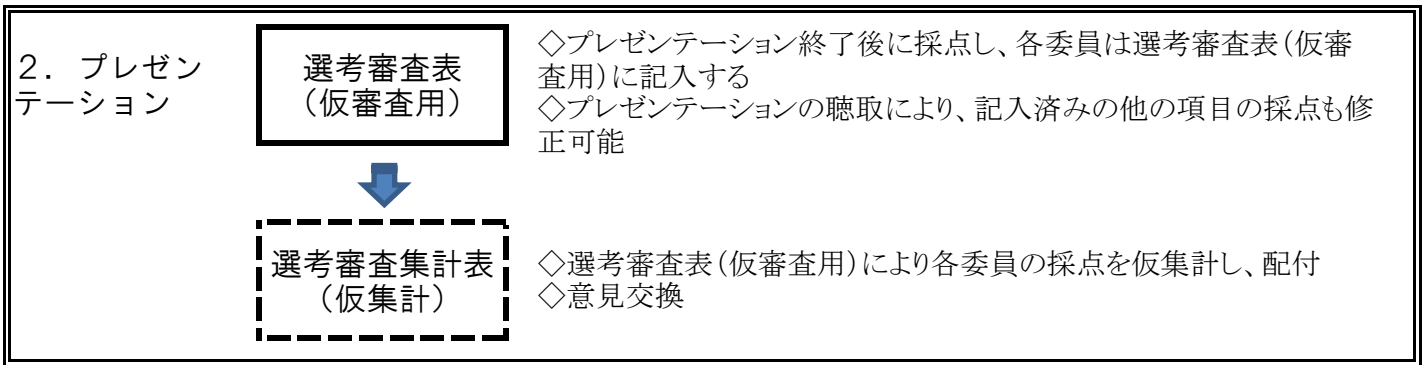 ２．プレゼン
テーション
選考審査表
（仮審査用）
◇プレゼンテーション終了後に採点し、各委員は選考審査表（仮審
査用）に記入する
◇プレゼンテーションの聴取により、記入済みの他の項目の採点も修
正可能
選考審査集計表
（仮集計）
◇選考審査表（仮審査用）により各委員の採点を仮集計し、配付
◇意見交換